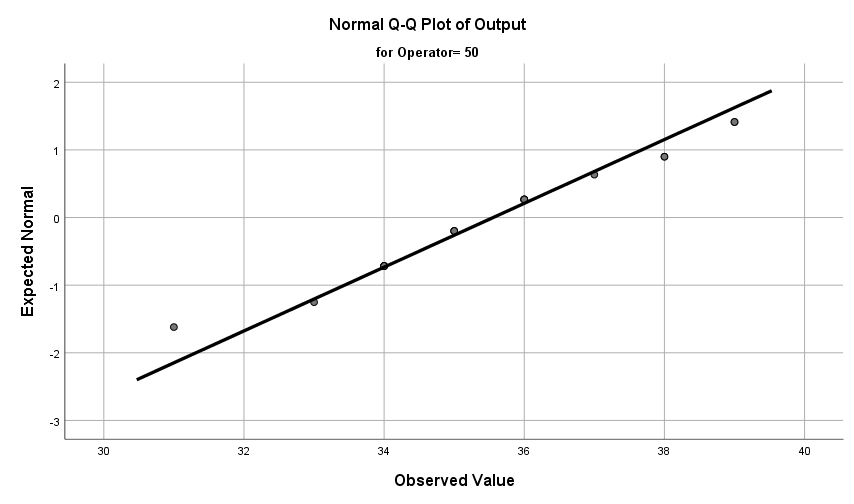 Normal Q-Q Plot of Output
for Operator= 50
2
1
0
-1
-2
-3
Expected Normal
30 32 34 36 38 40
Observed Value